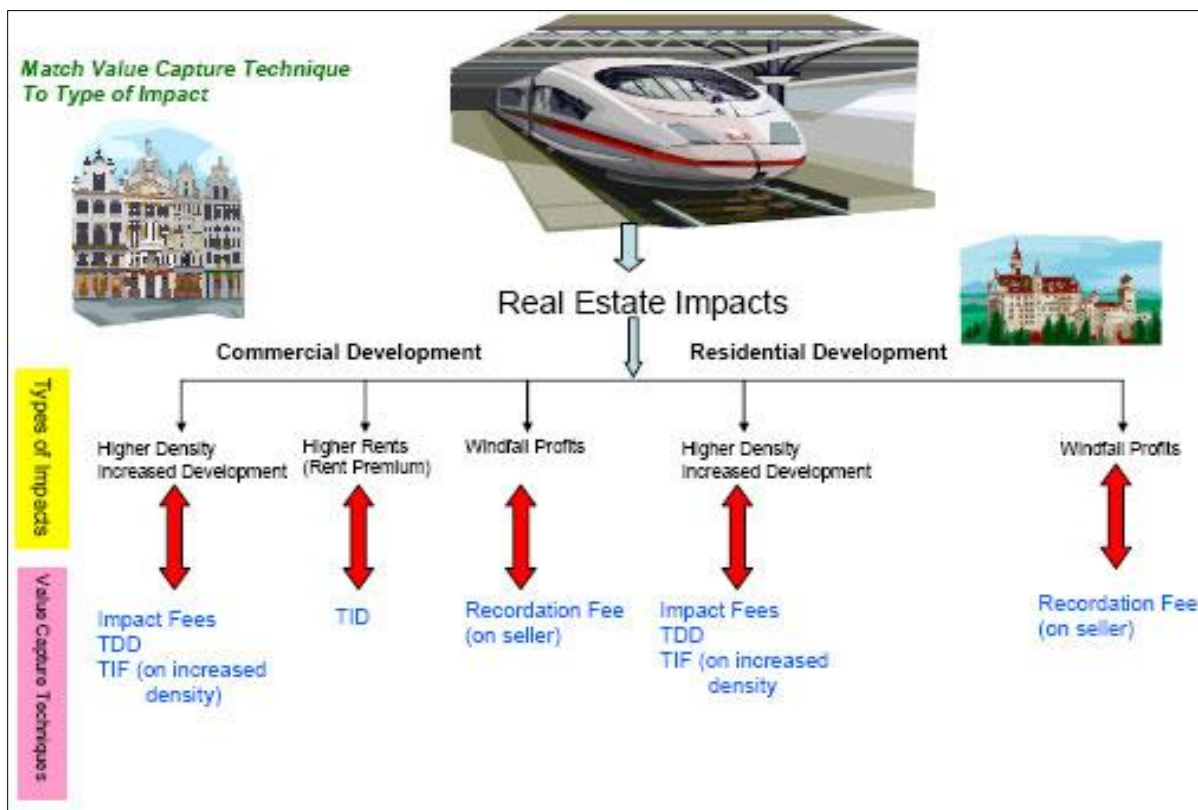 Match Value Capture Technique
To Type of Impact
Real Estate Impacts
Commercial Development
Residential Development
Types of Impacts
Higher Density
Increased Development
Higher Rents
(Rent Premium)
Windfall Profits
Higher Density
Increased Development
Windfall Profits
Value Capture Techniques
Impact Fees
TDD
TIF (on increased
density)
TID
Recordation Fee
(on seller)
Impact Fees
TDD
TIF (on increased
density
Recordation Fee
(on seller)